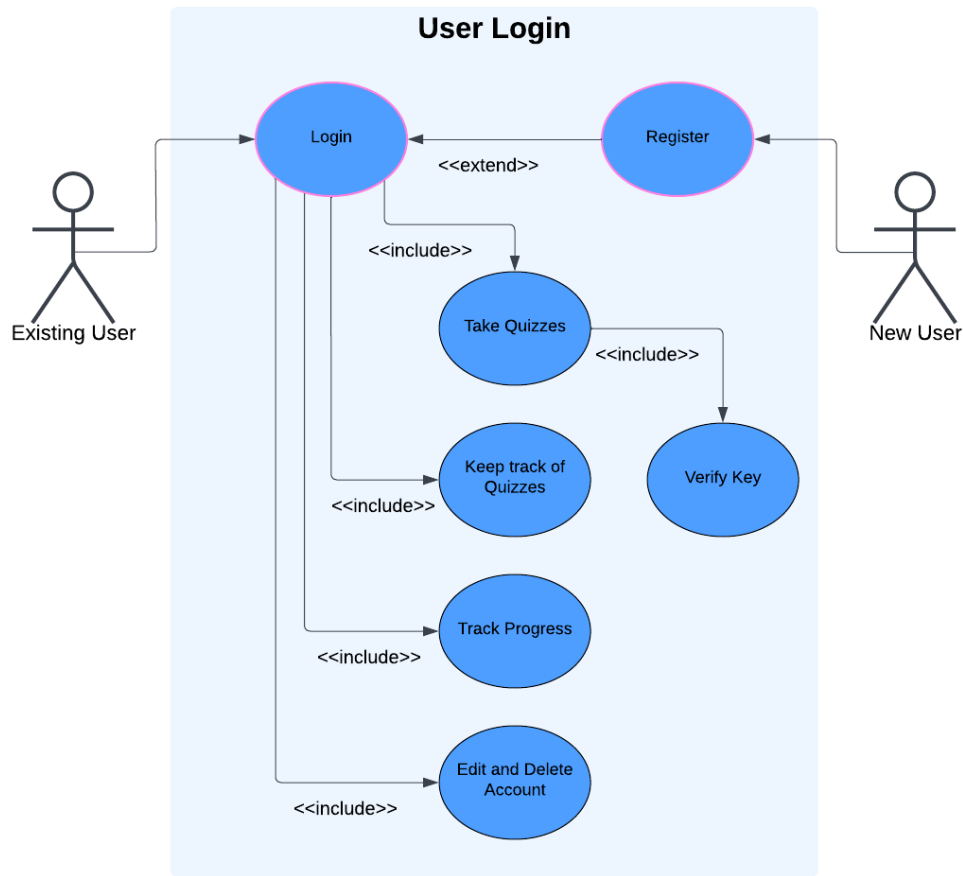 User Login
Login
Register
<<extend>>
<<include>>
Existing User
New User
Take Quizzes
<<include>>
Keep track of
Quizzes
Verify Key
<<include>>
Track Progress
<<include>>
Edit and Delete
Account
<<include>>